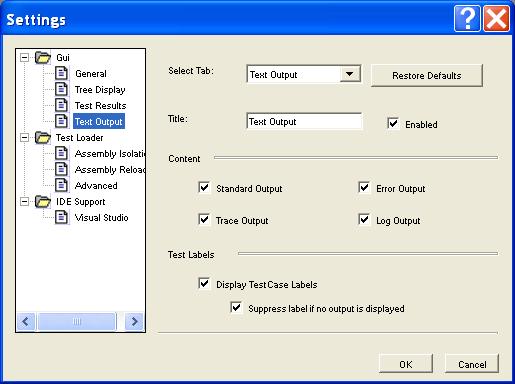 Settings
Gui
General
Tree Display
Test Results
Text Output
Test Loader
Assembly Isolati
Assembly Reload
Advanced
IDE Support
Visual Studio
Select Tab:
Text Output
Restore Defaults
Title:
Text Output
Enabled
Content
Standard Output
Error Output
Trace Output
Log Output
Test Labels
Display TestCase Labels
Suppress label if no output is displayed
OK
Cancel